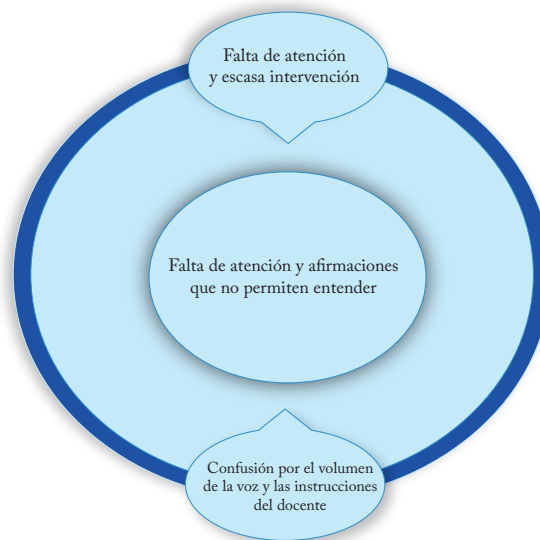 Falta de atención
y escasa intervención
Falta de atención y afirmaciones
que no permiten entender
Confusión por el volumen
de la voz y las instrucciones
del docente